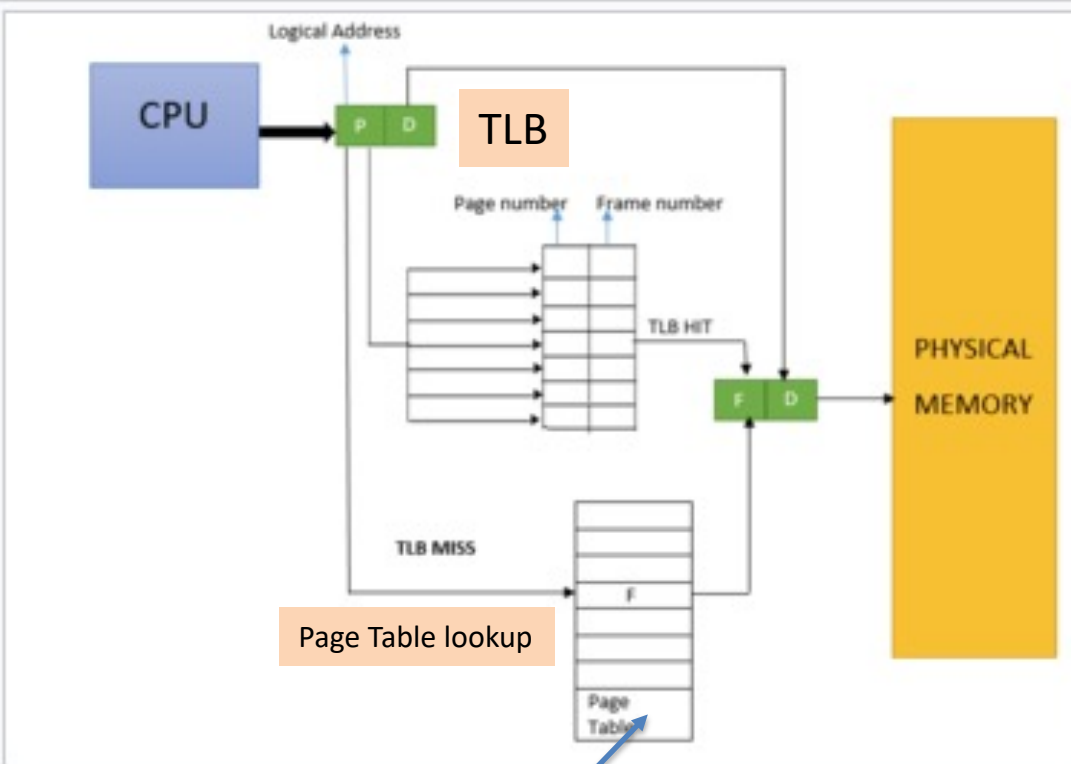 Logical Address
CPU
P D
TLB
Page number Frame number
TLB HIT
PHYSICAL
MEMORY
F D
TLB MISS
F
Page Table lookup
Page
Table